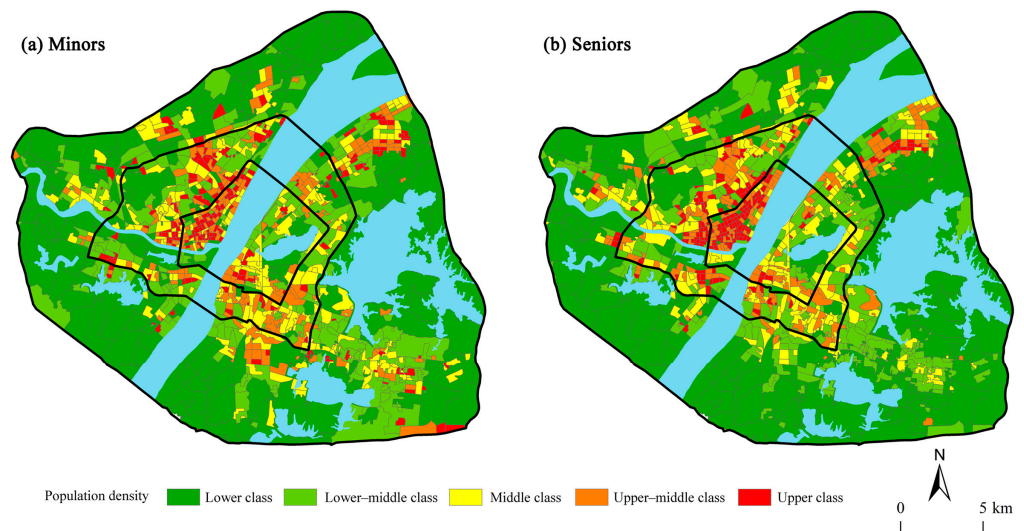 (a) Minors
(b) Seniors
N
Population density
Lower class
Lower–middle class
Middle class
Upper–middle class
Upper class
0
5 km